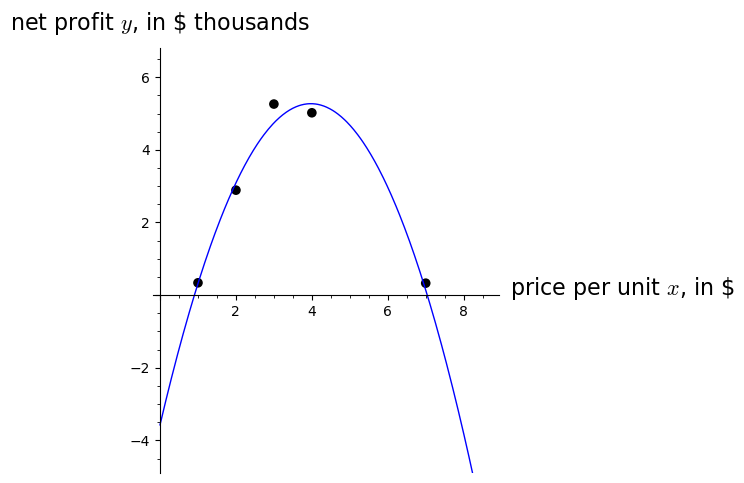 net profit y, in $ thousands
6
4
2
price per unit x, in $
2 4 6 8
−2
−4